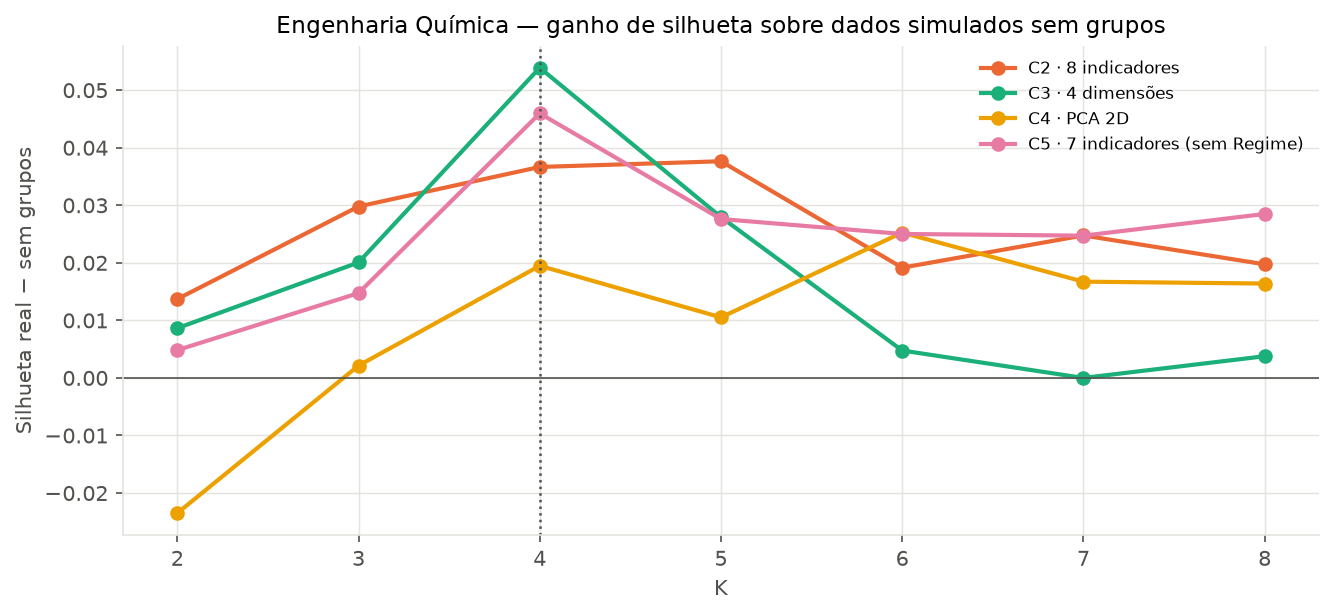 Engenharia Química — ganho de silhueta sobre dados simulados sem grupos
C2 · 8 indicadores
C3 · 4 dimensões
C4 · PCA 2D
C5 · 7 indicadores (sem Regime)
Silhueta real − sem grupos
0.05
0.04
0.03
0.02
0.01
0.00
−0.01
−0.02
2 3 4 5 6 7 8
K